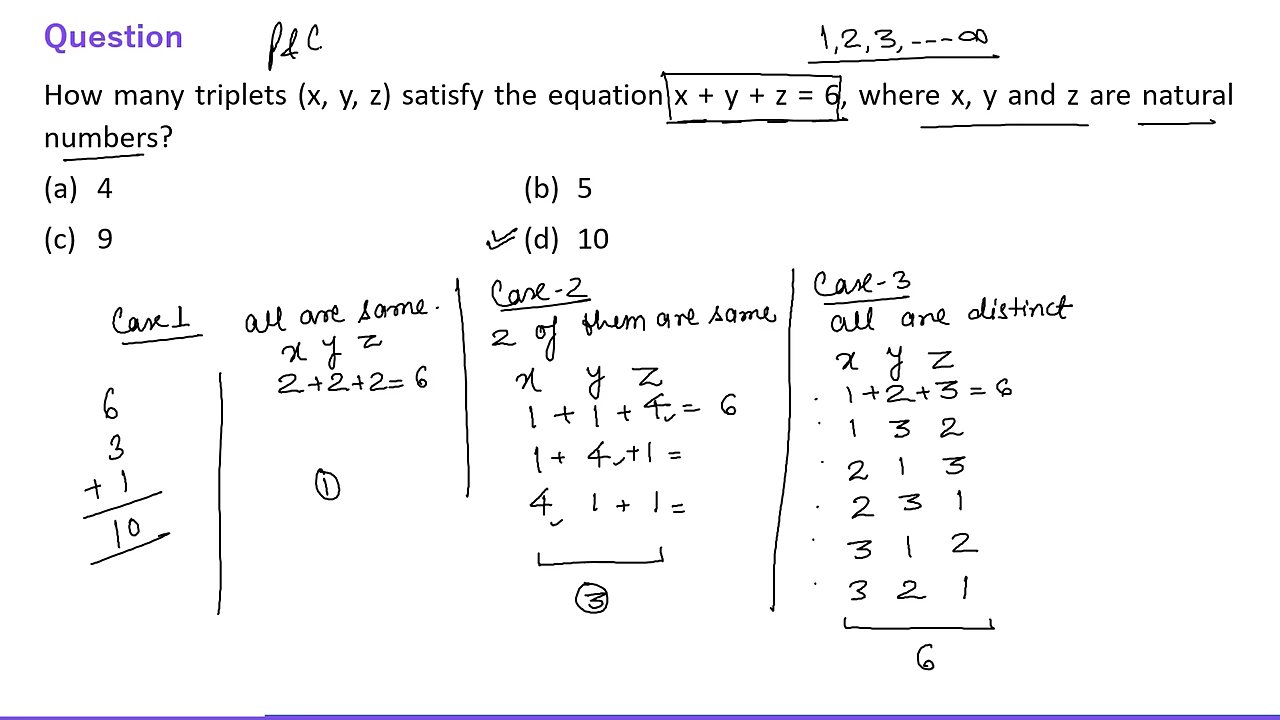 Question
P & C
1, 2, 3, ---- ∞
How many triplets (x, y, z) satisfy the equation x + y + z = 6, where x, y and z are natural
numbers?
(a) 4
(b) 5
(c) 9
(d) 10
Case 1
all are same.
x y z
2+2+2=6
1
6
3
+ 1
10
Case-2
2 of them are same
x y z
1 + 1 + 4 = 6
1 + 4 + 1 =
4 1 + 1 =
3
Case-3
all are distinct
x y z
1 + 2 + 3 = 6
1 3 2
2 1 3
2 3 1
3 1 2
3 2 1
6